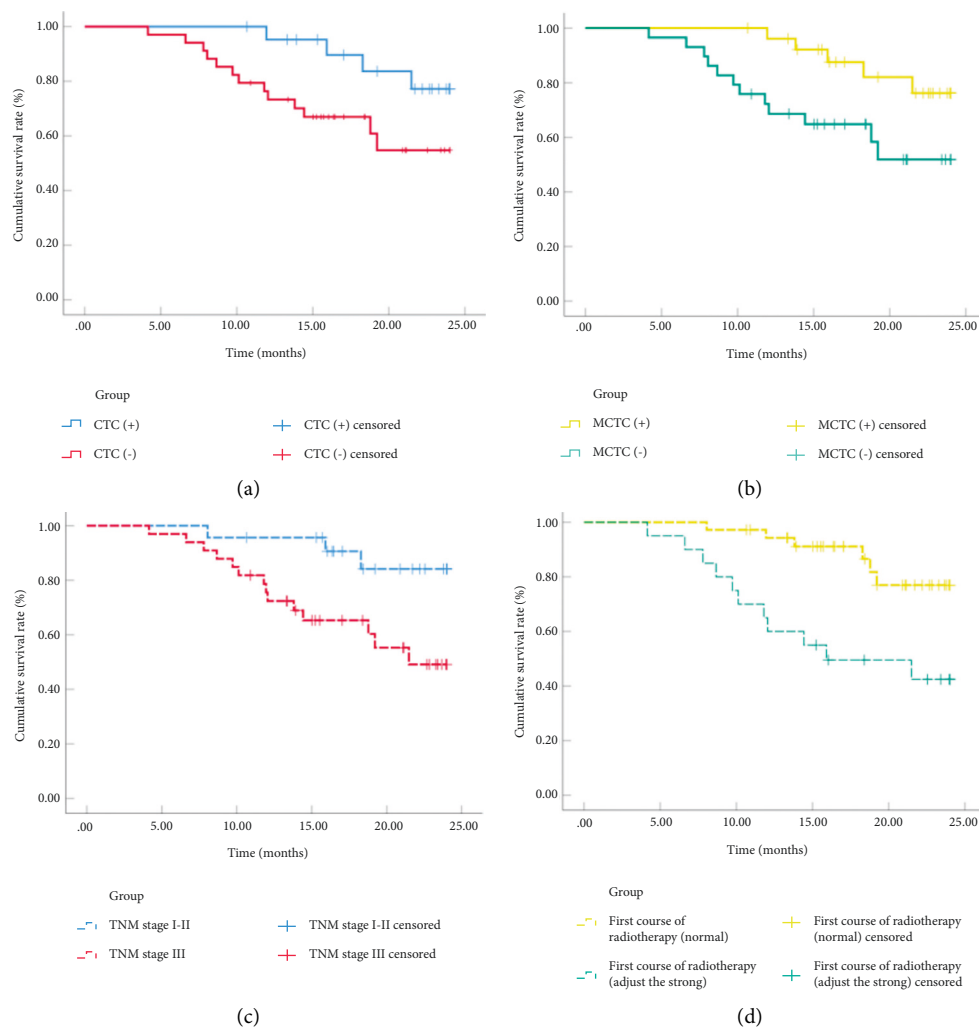 1.00
0.80
0.60
0.40
0.20
0.00
Cumulative survival rate (%)
.00 5.00 10.00 15.00 20.00 25.00
Time (months)
Group
CTC (+) CTC (+) censored
CTC (-) CTC (-) censored
(a)
1.00
0.80
0.60
0.40
0.20
0.00
Cumulative survival rate (%)
.00 5.00 10.00 15.00 20.00 25.00
Time (months)
Group
MCTC (+) MCTC (+) censored
MCTC (-) MCTC (-) censored
(b)
1.00
0.80
0.60
0.40
0.20
0.00
Cumulative survival rate (%)
.00 5.00 10.00 15.00 20.00 25.00
Time (months)
Group
TNM stage I-II TNM stage I-II censored
TNM stage III TNM stage III censored
(c)
1.00
0.80
0.60
0.40
0.20
0.00
Cumulative survival rate (%)
.00 5.00 10.00 15.00 20.00 25.00
Time (months)
Group
First course of
radiotherapy (normal)
First course of radiotherapy
(normal) censored
First course of radiotherapy
(adjust the strong)
First course of radiotherapy
(adjust the strong) censored
(d)